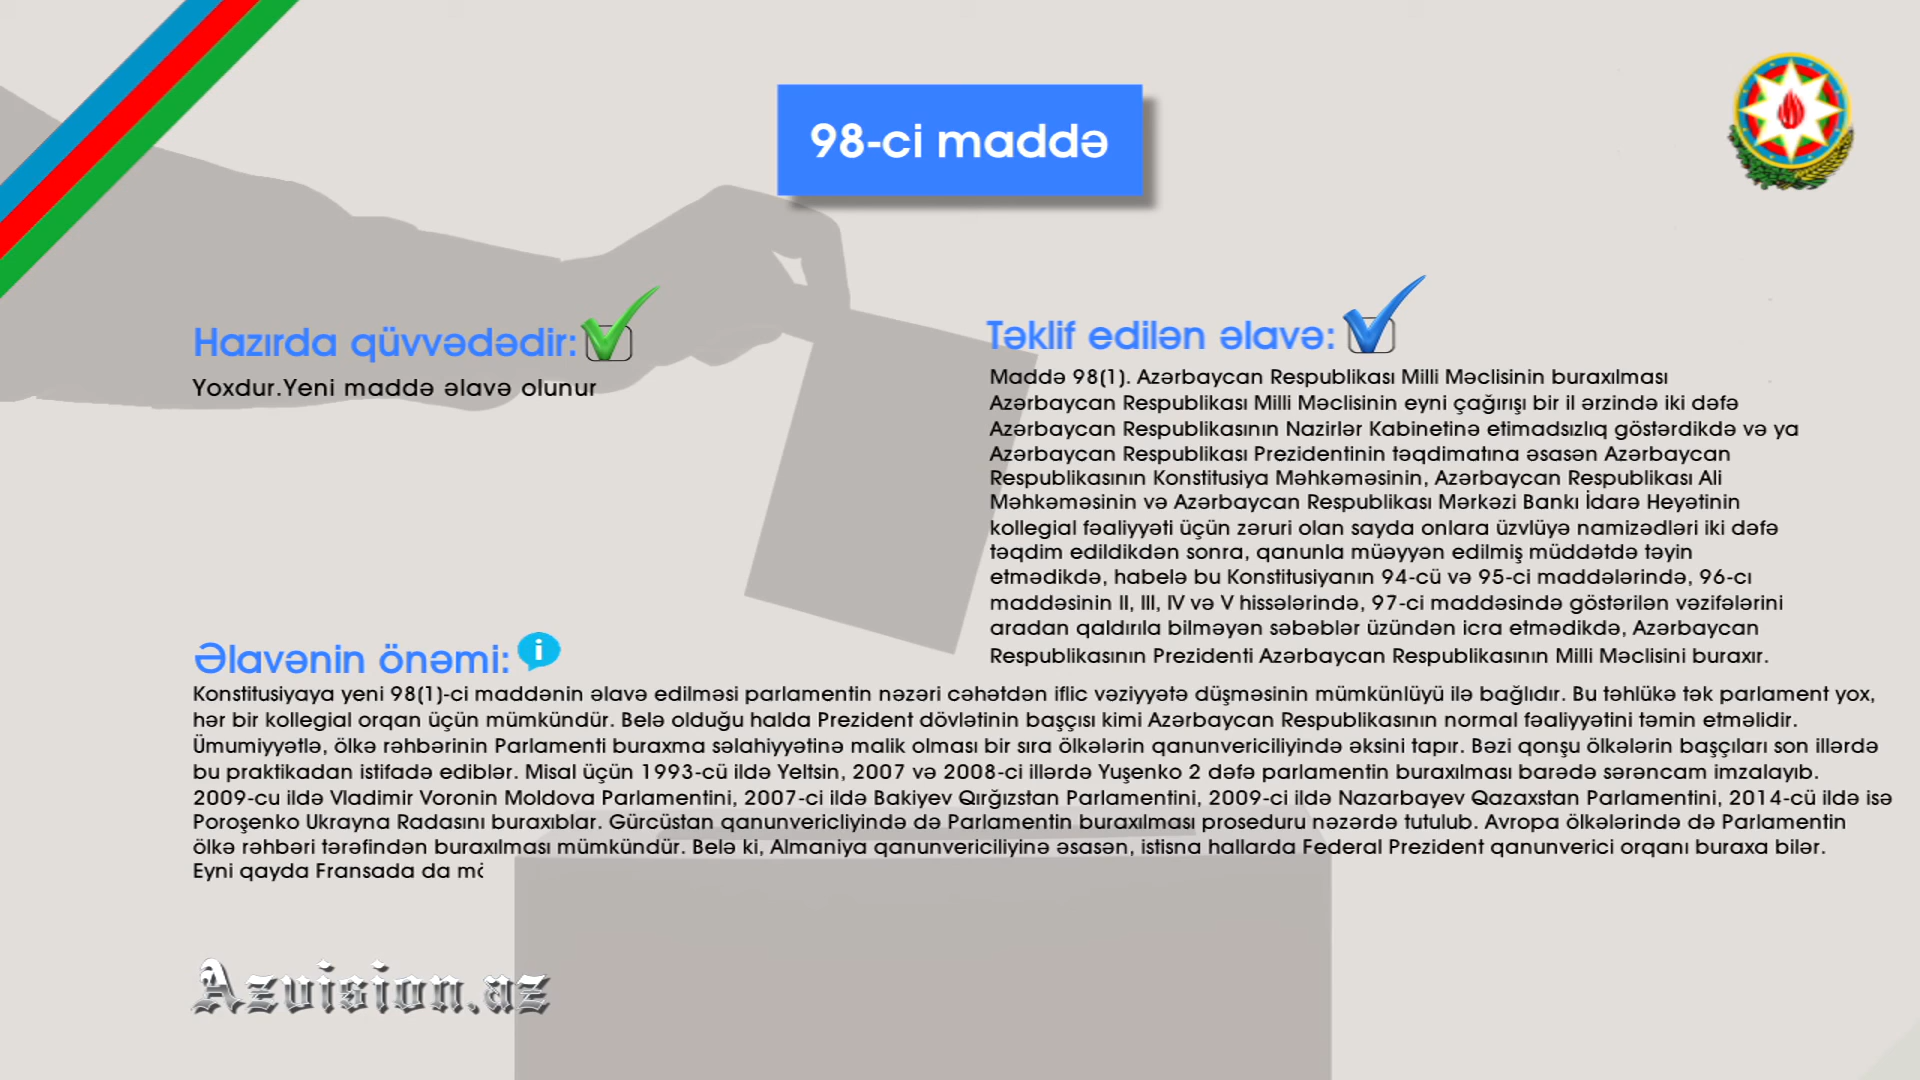 98-ci maddə
Hazırda qüvvədədir:
Yoxdur.Yeni maddə əlavə olunur
Təklif edilən əlavə:
Maddə 98(1). Azərbaycan Respublikası Milli Məclisinin buraxılması
Azərbaycan Respublikası Milli Məclisinin eyni çağırışı bir il ərzində iki dəfə
Azərbaycan Respublikasının Nazirlər Kabinetinə etimadsızlıq göstərdikdə və ya
Azərbaycan Respublikası Prezidentinin təqdimatına əsasən Azərbaycan
Respublikasının Konstitusiya Məhkəməsinin, Azərbaycan Respublikası Ali
Məhkəməsinin və Azərbaycan Respublikası Mərkəzi Bankı İdarə Heyətinin
kollegial fəaliyyəti üçün zəruri olan sayda onlara üzvlüyə namizədləri iki dəfə
təqdim edildikdən sonra, qanunla müəyyən edilmiş müddətdə təyin
etmədikdə, habelə bu Konstitusiyanın 94-cü və 95-ci maddələrində, 96-cı
maddəsinin II, III, IV və V hissələrində, 97-ci maddəsində göstərilən vəzifələrini
aradan qaldırıla bilməyən səbəblər üzündən icra etmədikdə, Azərbaycan
Respublikasının Prezidenti Azərbaycan Respublikasının Milli Məclisini buraxır.
Əlavənin önəmi:
Konstitusiyaya yeni 98(1)-ci maddənin əlavə edilməsi parlamentin nəzəri cəhətdən iflic vəziyyətə düşməsinin mümkünlüyü ilə bağlıdır. Bu təhlükə tək parlament yox,
hər bir kollegial orqan üçün mümkündür. Belə olduğu halda Prezident dövlətinin başçısı kimi Azərbaycan Respublikasının normal fəaliyyətini təmin etməlidir.
Ümumiyyətlə, ölkə rəhbərinin Parlamenti buraxma səlahiyyətinə malik olması bir sıra ölkələrin qanunvericiliyində əksini tapır. Bəzi qonşu ölkələrin başçıları son illərdə
bu praktikadan istifadə ediblər. Misal üçün 1993-cü ildə Yeltsin, 2007 və 2008-ci illərdə Yuşenko 2 dəfə parlamentin buraxılması barədə sərəncam imzalayıb.
2009-cu ildə Vladimir Voronin Moldova Parlamentini, 2007-ci ildə Bakiyev Qırğızstan Parlamentini, 2009-ci ildə Nazarbayev Qazaxstan Parlamentini, 2014-cü ildə isə
Poroşenko Ukrayna Radasını buraxıblar. Gürcüstan qanunvericliyində də Parlamentin buraxılması proseduru nəzərdə tutulub. Avropa ölkələrində də Parlamentin
ölkə rəhbəri tərəfindən buraxılması mümkündür. Belə ki, Almaniya qanunvericiliyinə əsasən, istisna hallarda Federal Prezident qanunverici orqanı buraxa bilər.
Eyni qayda Fransada da
Azvision.az